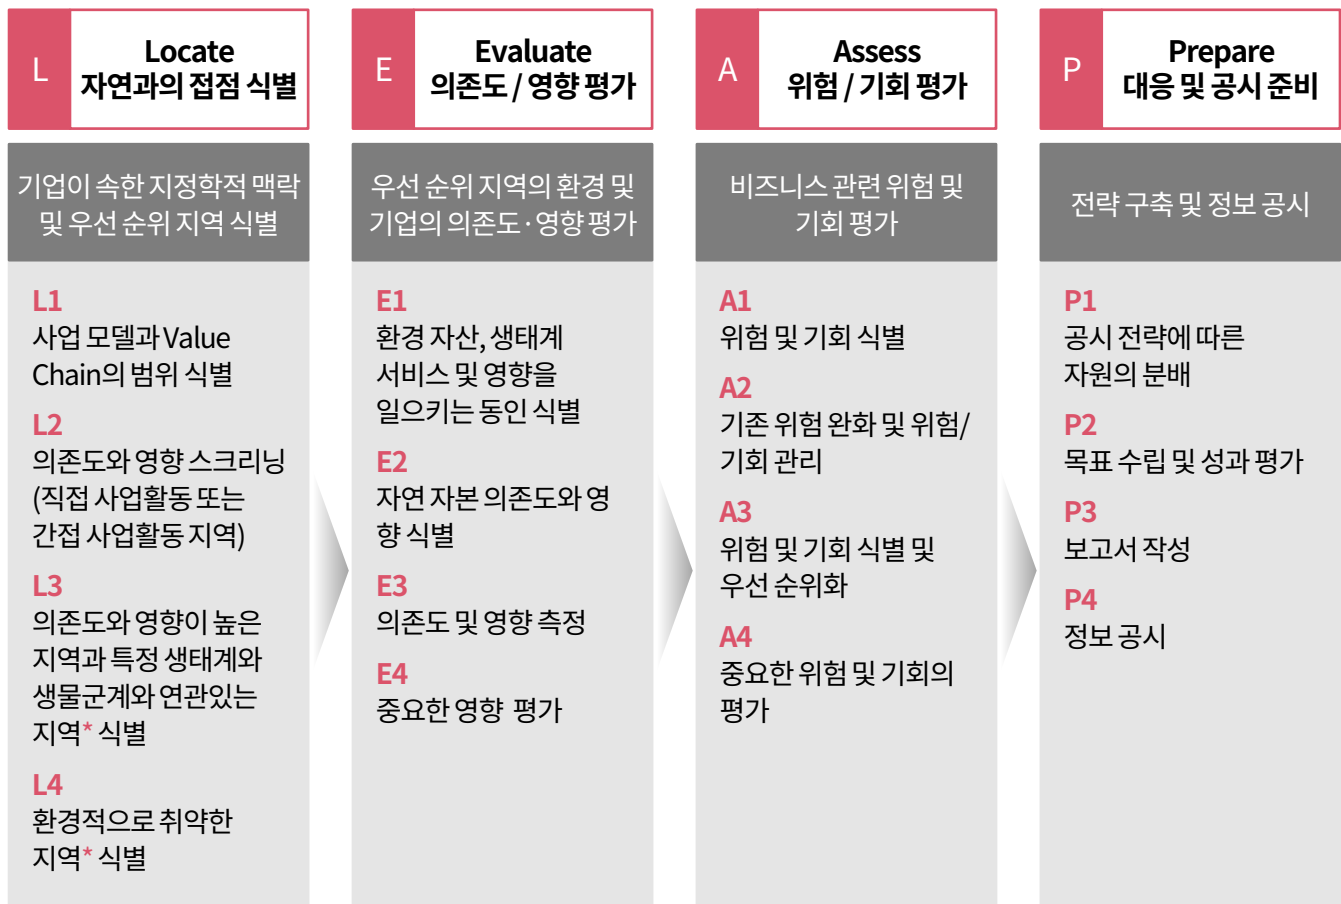 L
Locate
자연과의 접점 식별
기업이 속한 지정학적 맥락
및 우선 순위 지역 식별
L1
사업 모델과 Value
Chain의 범위 식별
L2
의존도와 영향 스크리닝
(직접 사업활동 또는
간접 사업활동 지역)
L3
의존도와 영향이 높은
지역과 특정 생태계와
생물군계와 연관있는
지역* 식별
L4
환경적으로 취약한
지역* 식별
E
Evaluate
의존도 / 영향 평가
우선 순위 지역의 환경 및
기업의 의존도·영향 평가
E1
환경 자산, 생태계
서비스 및 영향을
일으키는 동인 식별
E2
자연 자본 의존도와 영
향 식별
E3
의존도 및 영향 측정
E4
중요한 영향 평가
A
Assess
위험 / 기회 평가
비즈니스 관련 위험 및
기회 평가
A1
위험 및 기회 식별
A2
기존 위험 완화 및 위험/
기회 관리
A3
위험 및 기회 식별 및
우선 순위화
A4
중요한 위험 및 기회의
평가
P
Prepare
대응 및 공시 준비
전략 구축 및 정보 공시
P1
공시 전략에 따른
자원의 분배
P2
목표 수립 및 성과 평가
P3
보고서 작성
P4
정보 공시